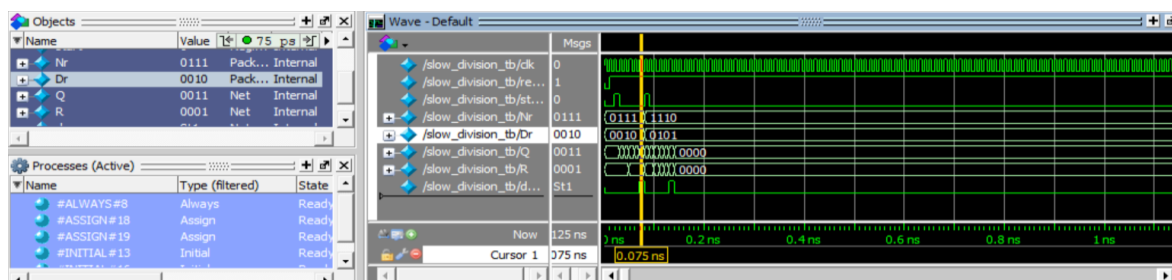 Objects
Name Value 75 ps
Nr 0111 Pack... Internal
Dr 0010 Pack... Internal
Q 0011 Net Internal
R 0001 Net Internal
Processes (Active)
Name Type (filtered) State
#ALWAYS#8 Always Ready
#ASSIGN#18 Assign Ready
#ASSIGN#19 Assign Ready
#INITIAL#13 Initial Ready
Wave - Default
Msgs
/slow_division_tb/clk 0
/slow_division_tb/re... 1
/slow_division_tb/st... 0
/slow_division_tb/Nr 0111 0111 1110
/slow_division_tb/Dr 0010 0010 0101
/slow_division_tb/Q 0011 0000
/slow_division_tb/R 0001 0000
/slow_division_tb/d... St1
Now 125 ns ns 0.2 ns 0.4 ns 0.6 ns 0.8 ns 1 ns
Cursor 1 075 ns 0.075 ns